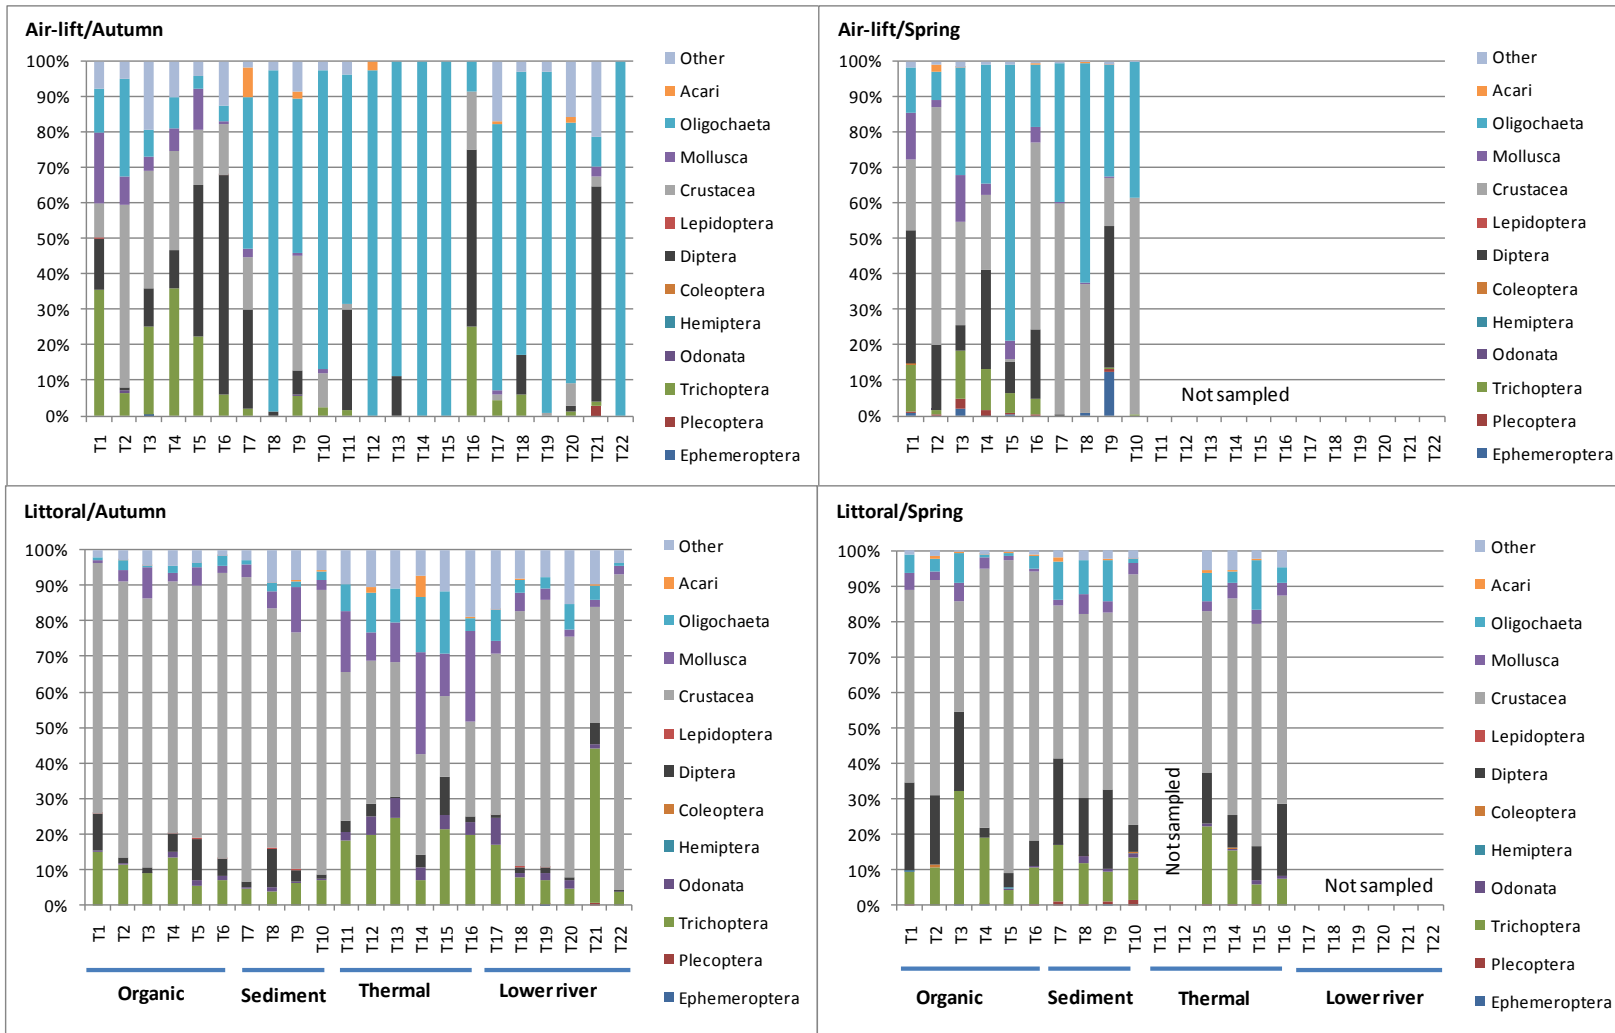 Air-lift/Autumn
100%
90%
80%
70%
60%
50%
40%
30%
20%
10%
0%
T1 T2 T3 T4 T5 T6 T7 T8 T9 T10 T11 T12 T13 T14 T15 T16 T17 T18 T19 T20 T21 T22
Other
Acari
Oligochaeta
Mollusca
Crustacea
Lepidoptera
Diptera
Coleoptera
Hemiptera
Odonata
Trichoptera
Plecoptera
Ephemeroptera
Air-lift/Spring
100%
90%
80%
70%
60%
50%
40%
30%
20%
10%
0%
Not sampled
T1 T2 T3 T4 T5 T6 T7 T8 T9 T10 T11 T12 T13 T14 T15 T16 T17 T18 T19 T20 T21 T22
Other
Acari
Oligochaeta
Mollusca
Crustacea
Lepidoptera
Diptera
Coleoptera
Hemiptera
Odonata
Trichoptera
Plecoptera
Ephemeroptera
Littoral/Autumn
100%
90%
80%
70%
60%
50%
40%
30%
20%
10%
0%
T1 T2 T3 T4 T5 T6 T7 T8 T9 T10 T11 T12 T13 T14 T15 T16 T17 T18 T19 T20 T21 T22
Organic Sediment Thermal Lower river
Other
Acari
Oligochaeta
Mollusca
Crustacea
Lepidoptera
Diptera
Coleoptera
Hemiptera
Odonata
Trichoptera
Plecoptera
Ephemeroptera
Littoral/Spring
100%
90%
80%
70%
60%
50%
40%
30%
20%
10%
0%
Not sampled
Not sampled
T1 T2 T3 T4 T5 T6 T7 T8 T9 T10 T11 T12 T13 T14 T15 T16 T17 T18 T19 T20 T21 T22
Organic Sediment Thermal Lower river
Other
Acari
Oligochaeta
Mollusca
Crustacea
Lepidoptera
Diptera
Coleoptera
Hemiptera
Odonata
Trichoptera
Plecoptera
Ephemeroptera